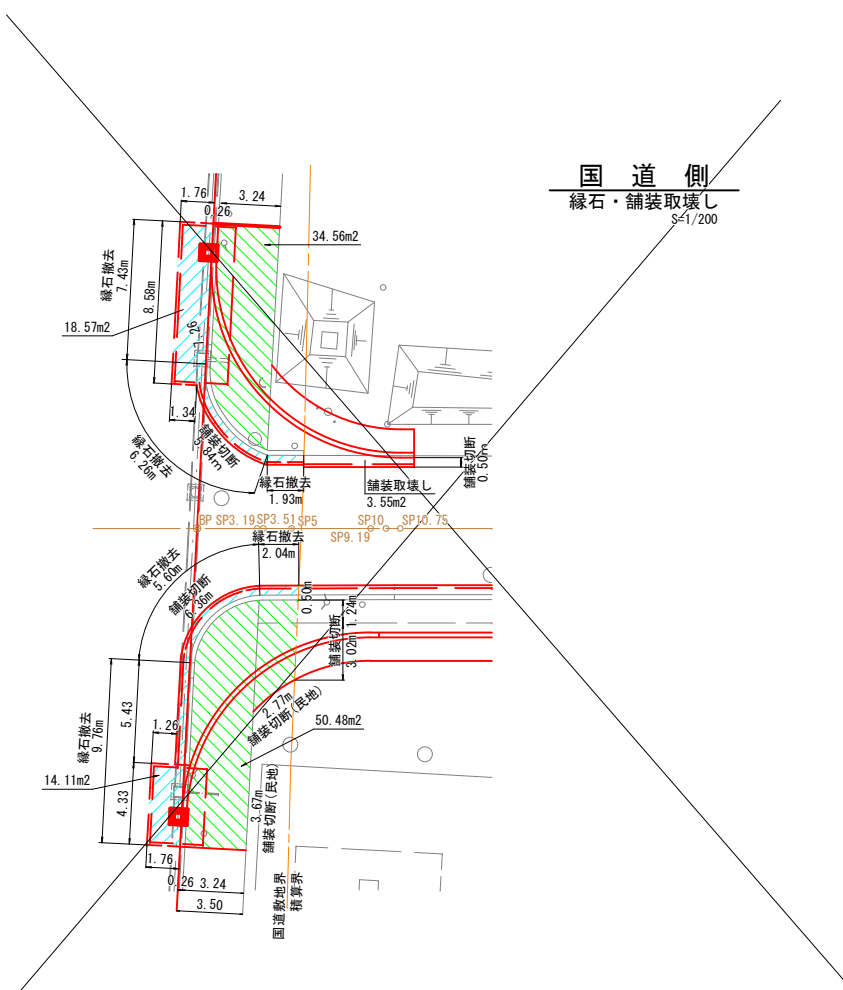 国道側
縁石・舗装取壊し
S=1/200
1.76
3.24
0.26
34.56m2
縁石撤去
7.43m
8.58m
18.57m2
1.26
1.34
縁石撤去
6.26m
舗装切断
5.84m
縁石撤去
1.93m
舗装取壊し
3.55m2
舗装切断
0.50m
BP
SP3.19
SP3.51
SP5
SP9.19
SP10
SP10.75
縁石撤去
2.04m
縁石撤去
5.60m
舗装切断
6.36m
0.50m
1.24m
舗装切断
3.02m
2.77m
舗装切断(民地)
50.48m2
縁石撤去
9.76m
5.43
1.26
14.11m2
4.33
3.67m
舗装切断(民地)
1.76
0.26
3.24
3.50
国道敷地界
積算界